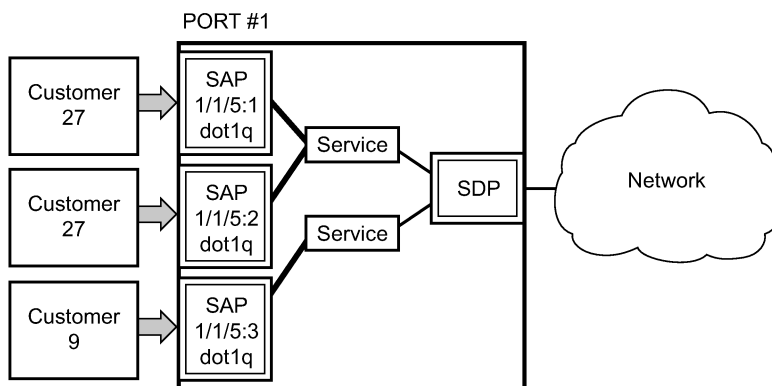 PORT #1
Customer
27
SAP
1/1/5:1
dot1q
Service
Customer
27
SAP
1/1/5:2
dot1q
Service
SDP
Network
Customer
9
SAP
1/1/5:3
dot1q